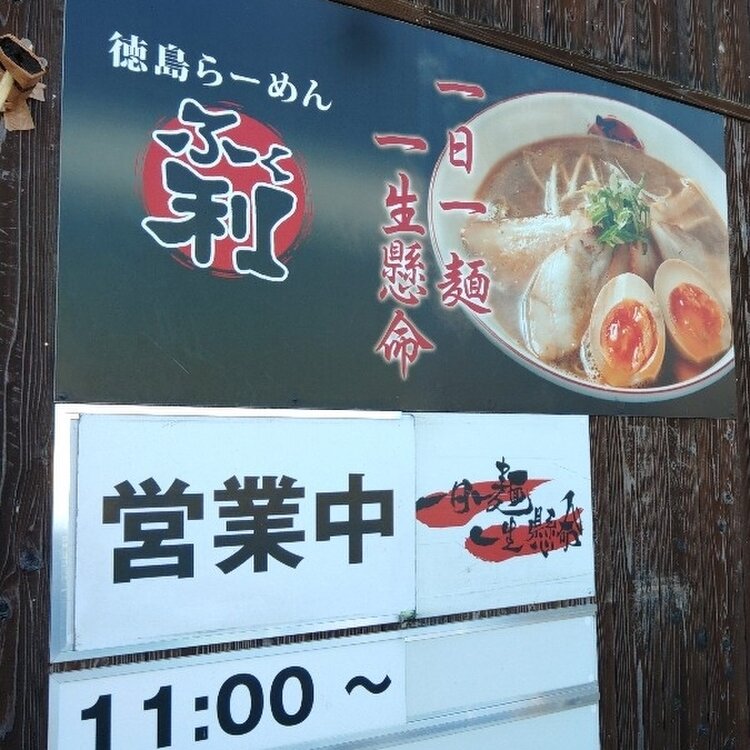 徳島らーめん
ふく利
一日一麺
一生懸命
営業中
一日一麺
一生懸命
11:00 ～